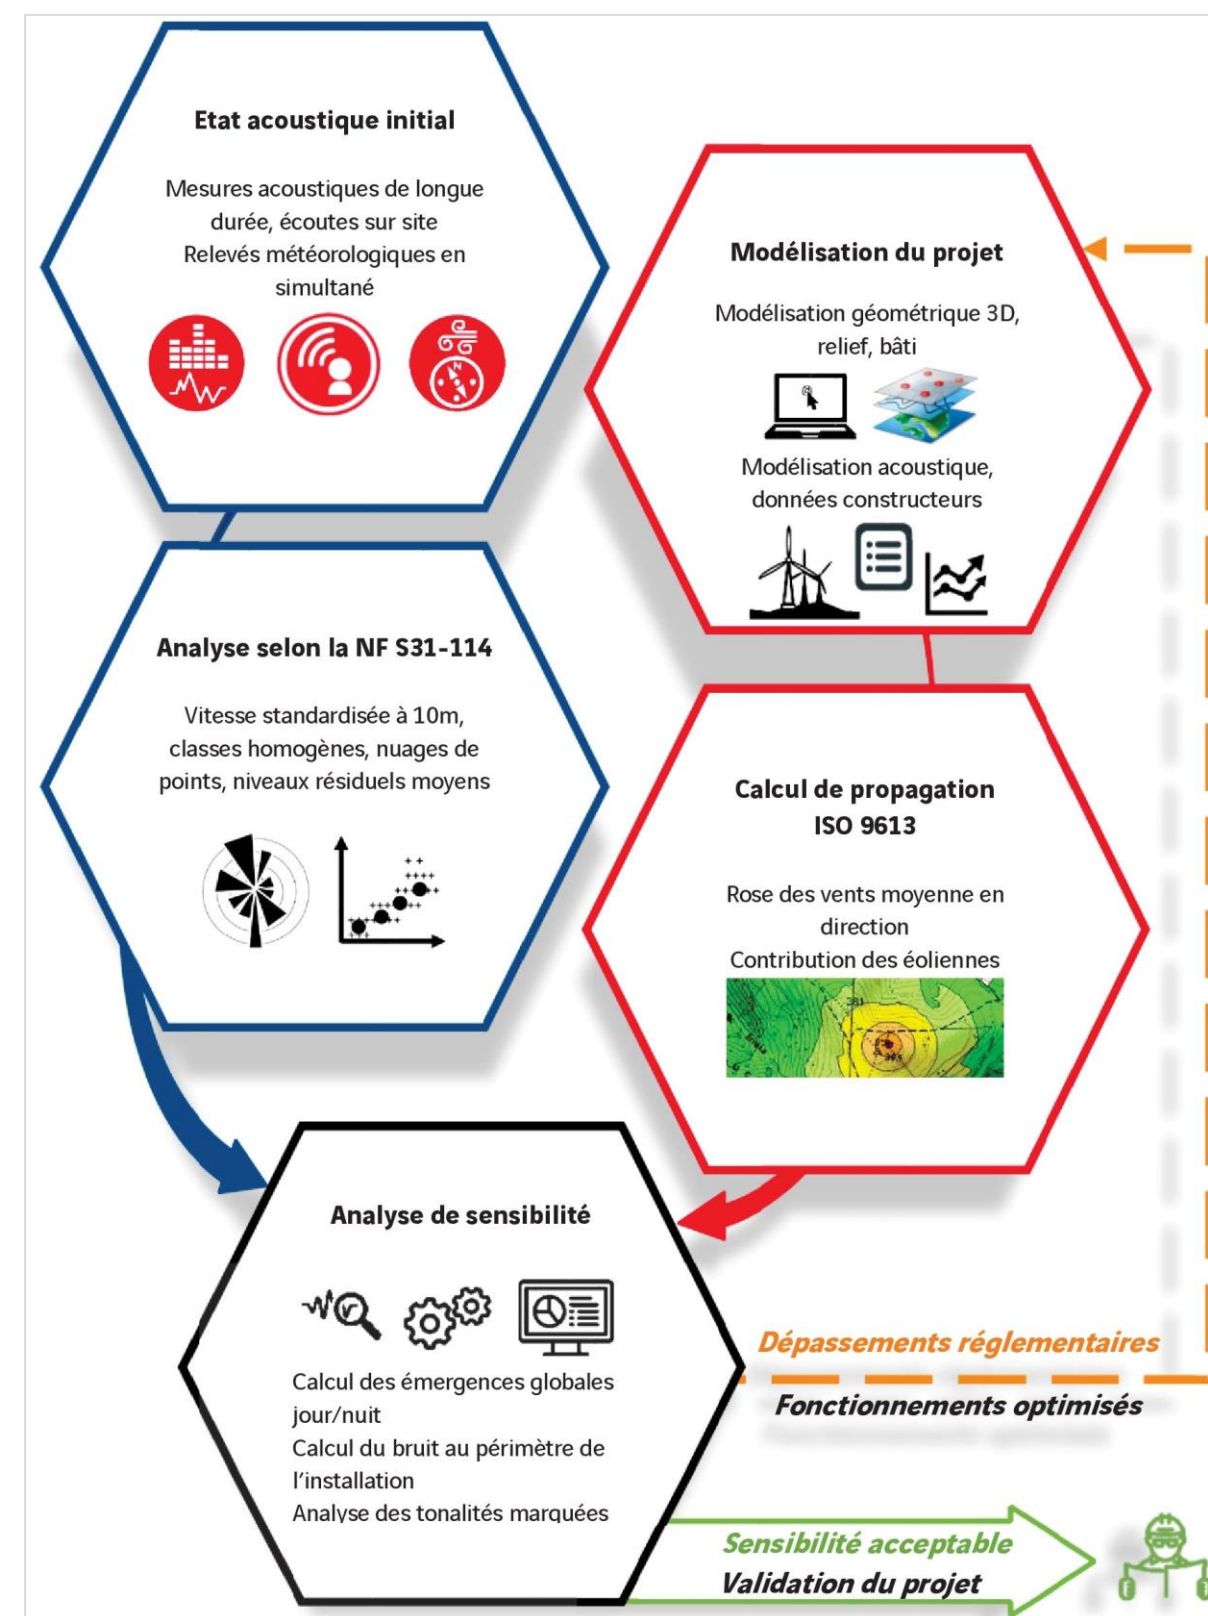 Etat acoustique initial
Mesures acoustiques de longue
durée, écoutes sur site
Relevés météorologiques en
simultané
Modélisation du projet
Modélisation géométrique 3D,
relief, bâti
Modélisation acoustique,
données constructeurs
Analyse selon la NF S31-114
Vitesse standardisée à 10m,
classes homogènes, nuages de
points, niveaux résiduels moyens
Calcul de propagation
ISO 9613
Rose des vents moyenne en
direction
Contribution des éoliennes
381
Analyse de sensibilité
Calcul des émergences globales
jour/nuit
Calcul du bruit au périmètre de
l'installation
Analyse des tonalités marquées
Dépassements réglementaires
Fonctionnements optimisés
Sensibilité acceptable
Validation du projet